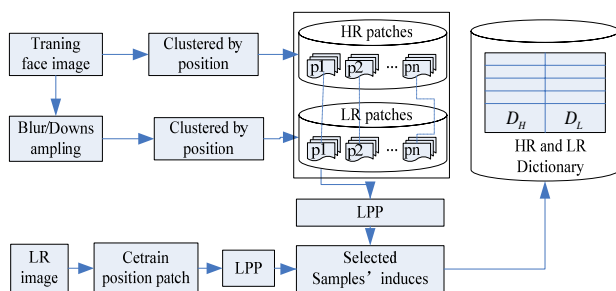 Traning
face image
Clustered by
position
HR patches
p1 p2 ... pn
Blur/Downs
ampling
Clustered by
position
LR patches
p1 p2 ... pn
D_H D_L
HR and LR
Dictionary
LPP
LR
image
Cetrain
position patch
LPP
Selected
Samples' induces